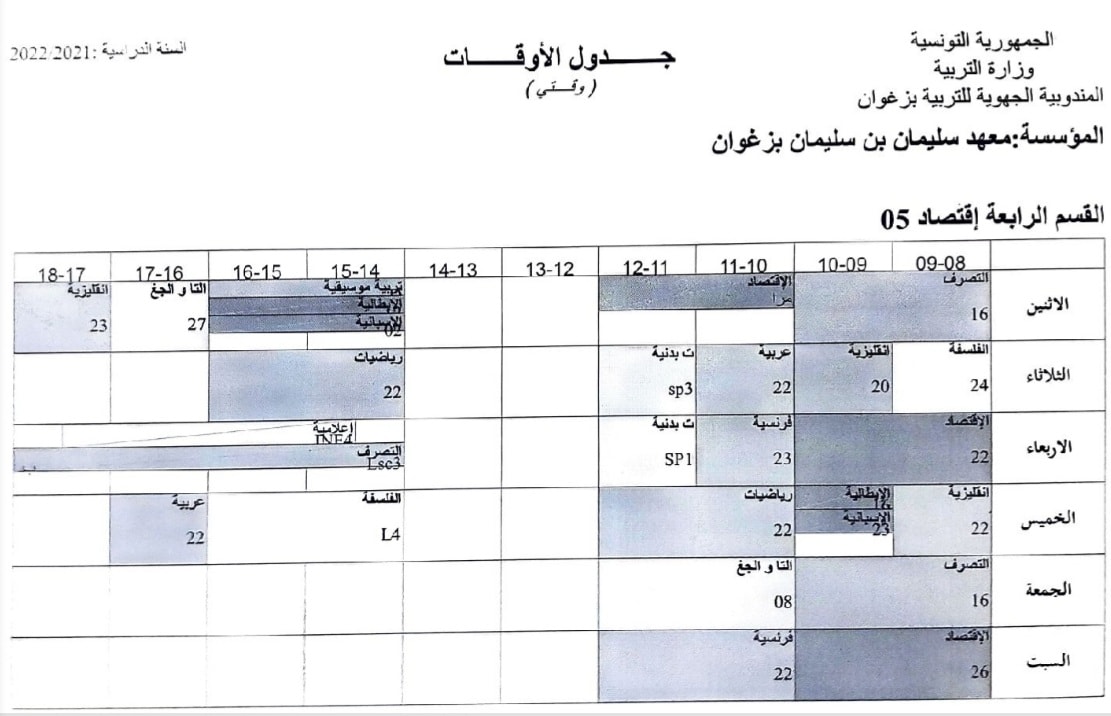 الجمهورية التونسية
وزارة التربية
المندوبية الجهوية للتربية بزغوان
المؤسسة:معهد سليمان بن سليمان بزغوان
جـــدول الأوقـــات
(وقـتي)
السنة الدراسية :2022/2021
القسم الرابعة إقتصاد 05
09-08 10-09 11-10 12-11 13-12 14-13 15-14 16-15 17-16 18-17
الاثنين
التصرف
16
الإقتصاد
مرا
تربية موسيقية
الإيطالية
الإسبانية
02
التا و الجغ
27
انقليزية
23
الثلاثاء
الفلسفة
24
انقليزية
20
عربية
22
ت بدنية
sp3
رياضيات
22
الاربعاء
الإقتصاد
22
فرنسية
23
ت بدنية
SP1
إعلامية
INF4
التصرف
Lsc3
الخميس
انقليزية
22
الإيطالية
16
الإسبانية
23
رياضيات
22
الفلسفة
L4
عربية
22
الجمعة
التصرف
16
التا و الجغ
08
السبت
الإقتصاد
26
فرنسية
22